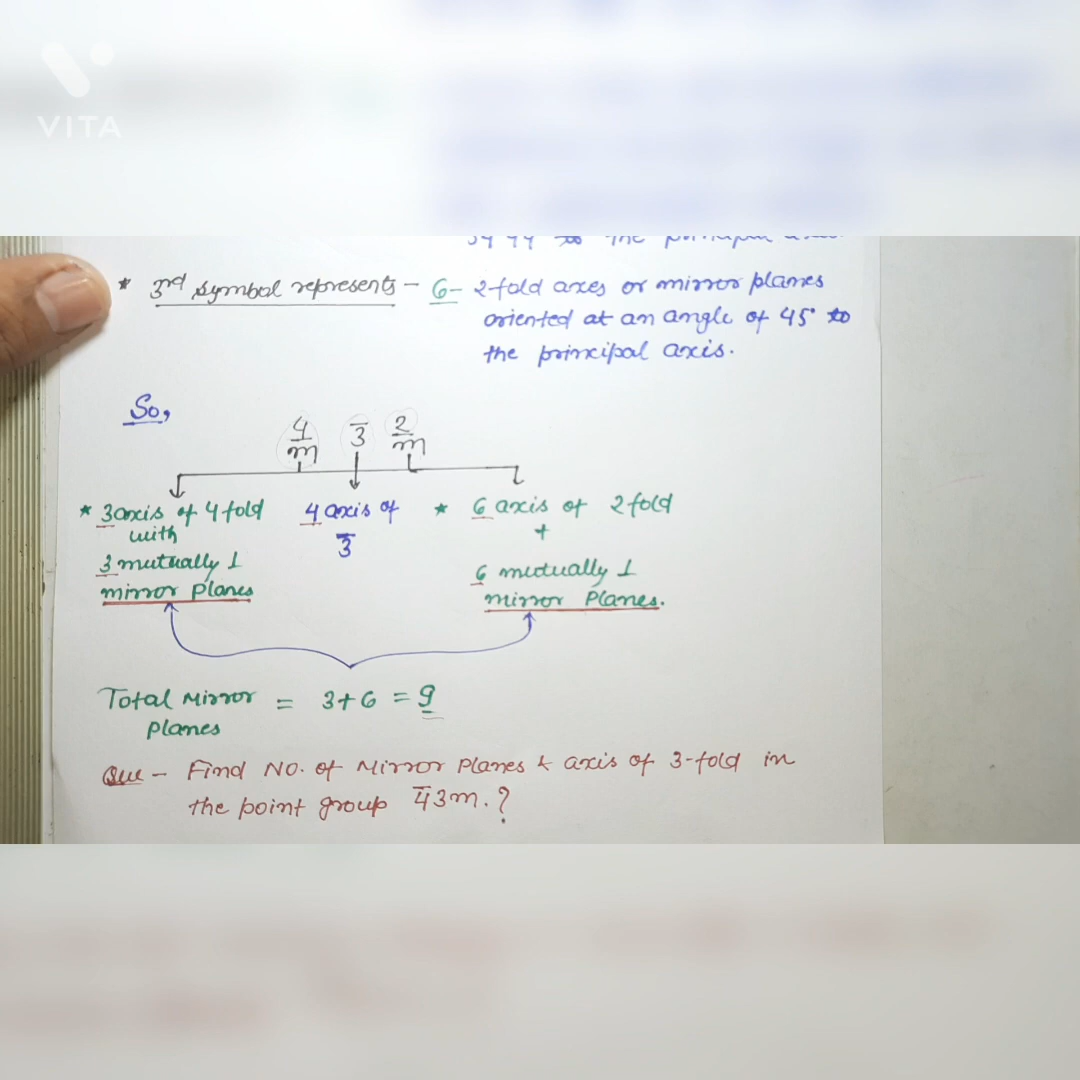 VITA
* 3rd symbol represents - 6- 2 fold axes or mirror planes
oriented at an angle of 45° to
the principal axis.
So,
4/m 3̅ 2/m
* 3 axis of 4 fold
with
3 mutually ⊥
mirror planes
4 axis of
3̅
* 6 axis of 2 fold
+
6 mutually ⊥
mirror Planes.
Total Mirror = 3+6 = 9
planes
Que - Find No. of Mirror Planes & axis of 3-fold in
the point group 4̅3m.?